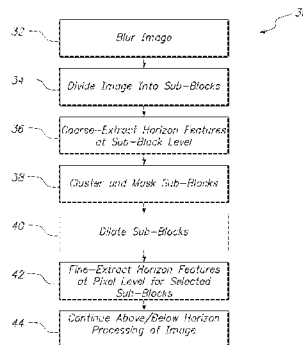 32
Blur Image
34
Divide Image Into Sub-Blocks
36
Coarse-Extract Horizon Features
at Sub-Block Level
38
Cluster and Mask Sub-Blocks
40
Dilate Sub-Blocks
42
Fine-Extract Horizon Features
at Pixel Level for Selected
Sub-Blocks
44
Continue Above/Below Horizon
Processing of Image